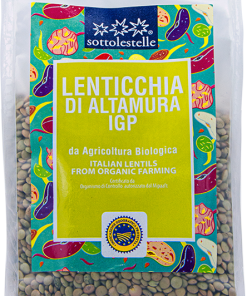 sottolestelle
LENTICCHIA
DI ALTAMURA
IGP
da Agricoltura Biologica
ITALIAN LENTILS
FROM ORGANIC FARMING